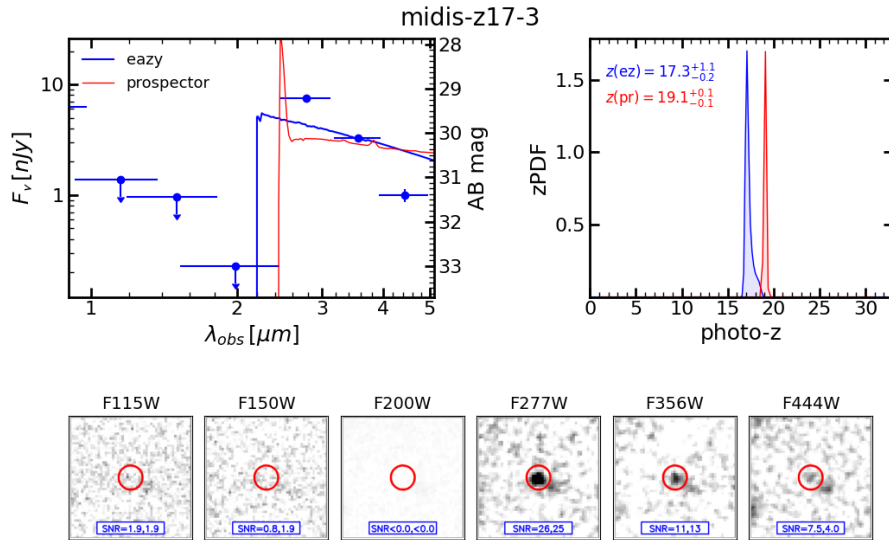 midis-z17-3
eazy
prospector
10
1
F_ν [nJy]
28
29
30
31
32
33
AB mag
1
2
3
4
5
λ_obs [μm]
z(ez) = 17.3^{+1.1}_{-0.2}
z(pr) = 19.1^{+0.1}_{-0.1}
1.5
1.0
0.5
zPDF
0
5
10
15
20
25
30
photo-z
F115W
F150W
F200W
F277W
F356W
F444W
SNR=1.9,1.9
SNR=0.8,1.9
SNR<0.0,<0.0
SNR=26,25
SNR=11,13
SNR=7.5,4.0